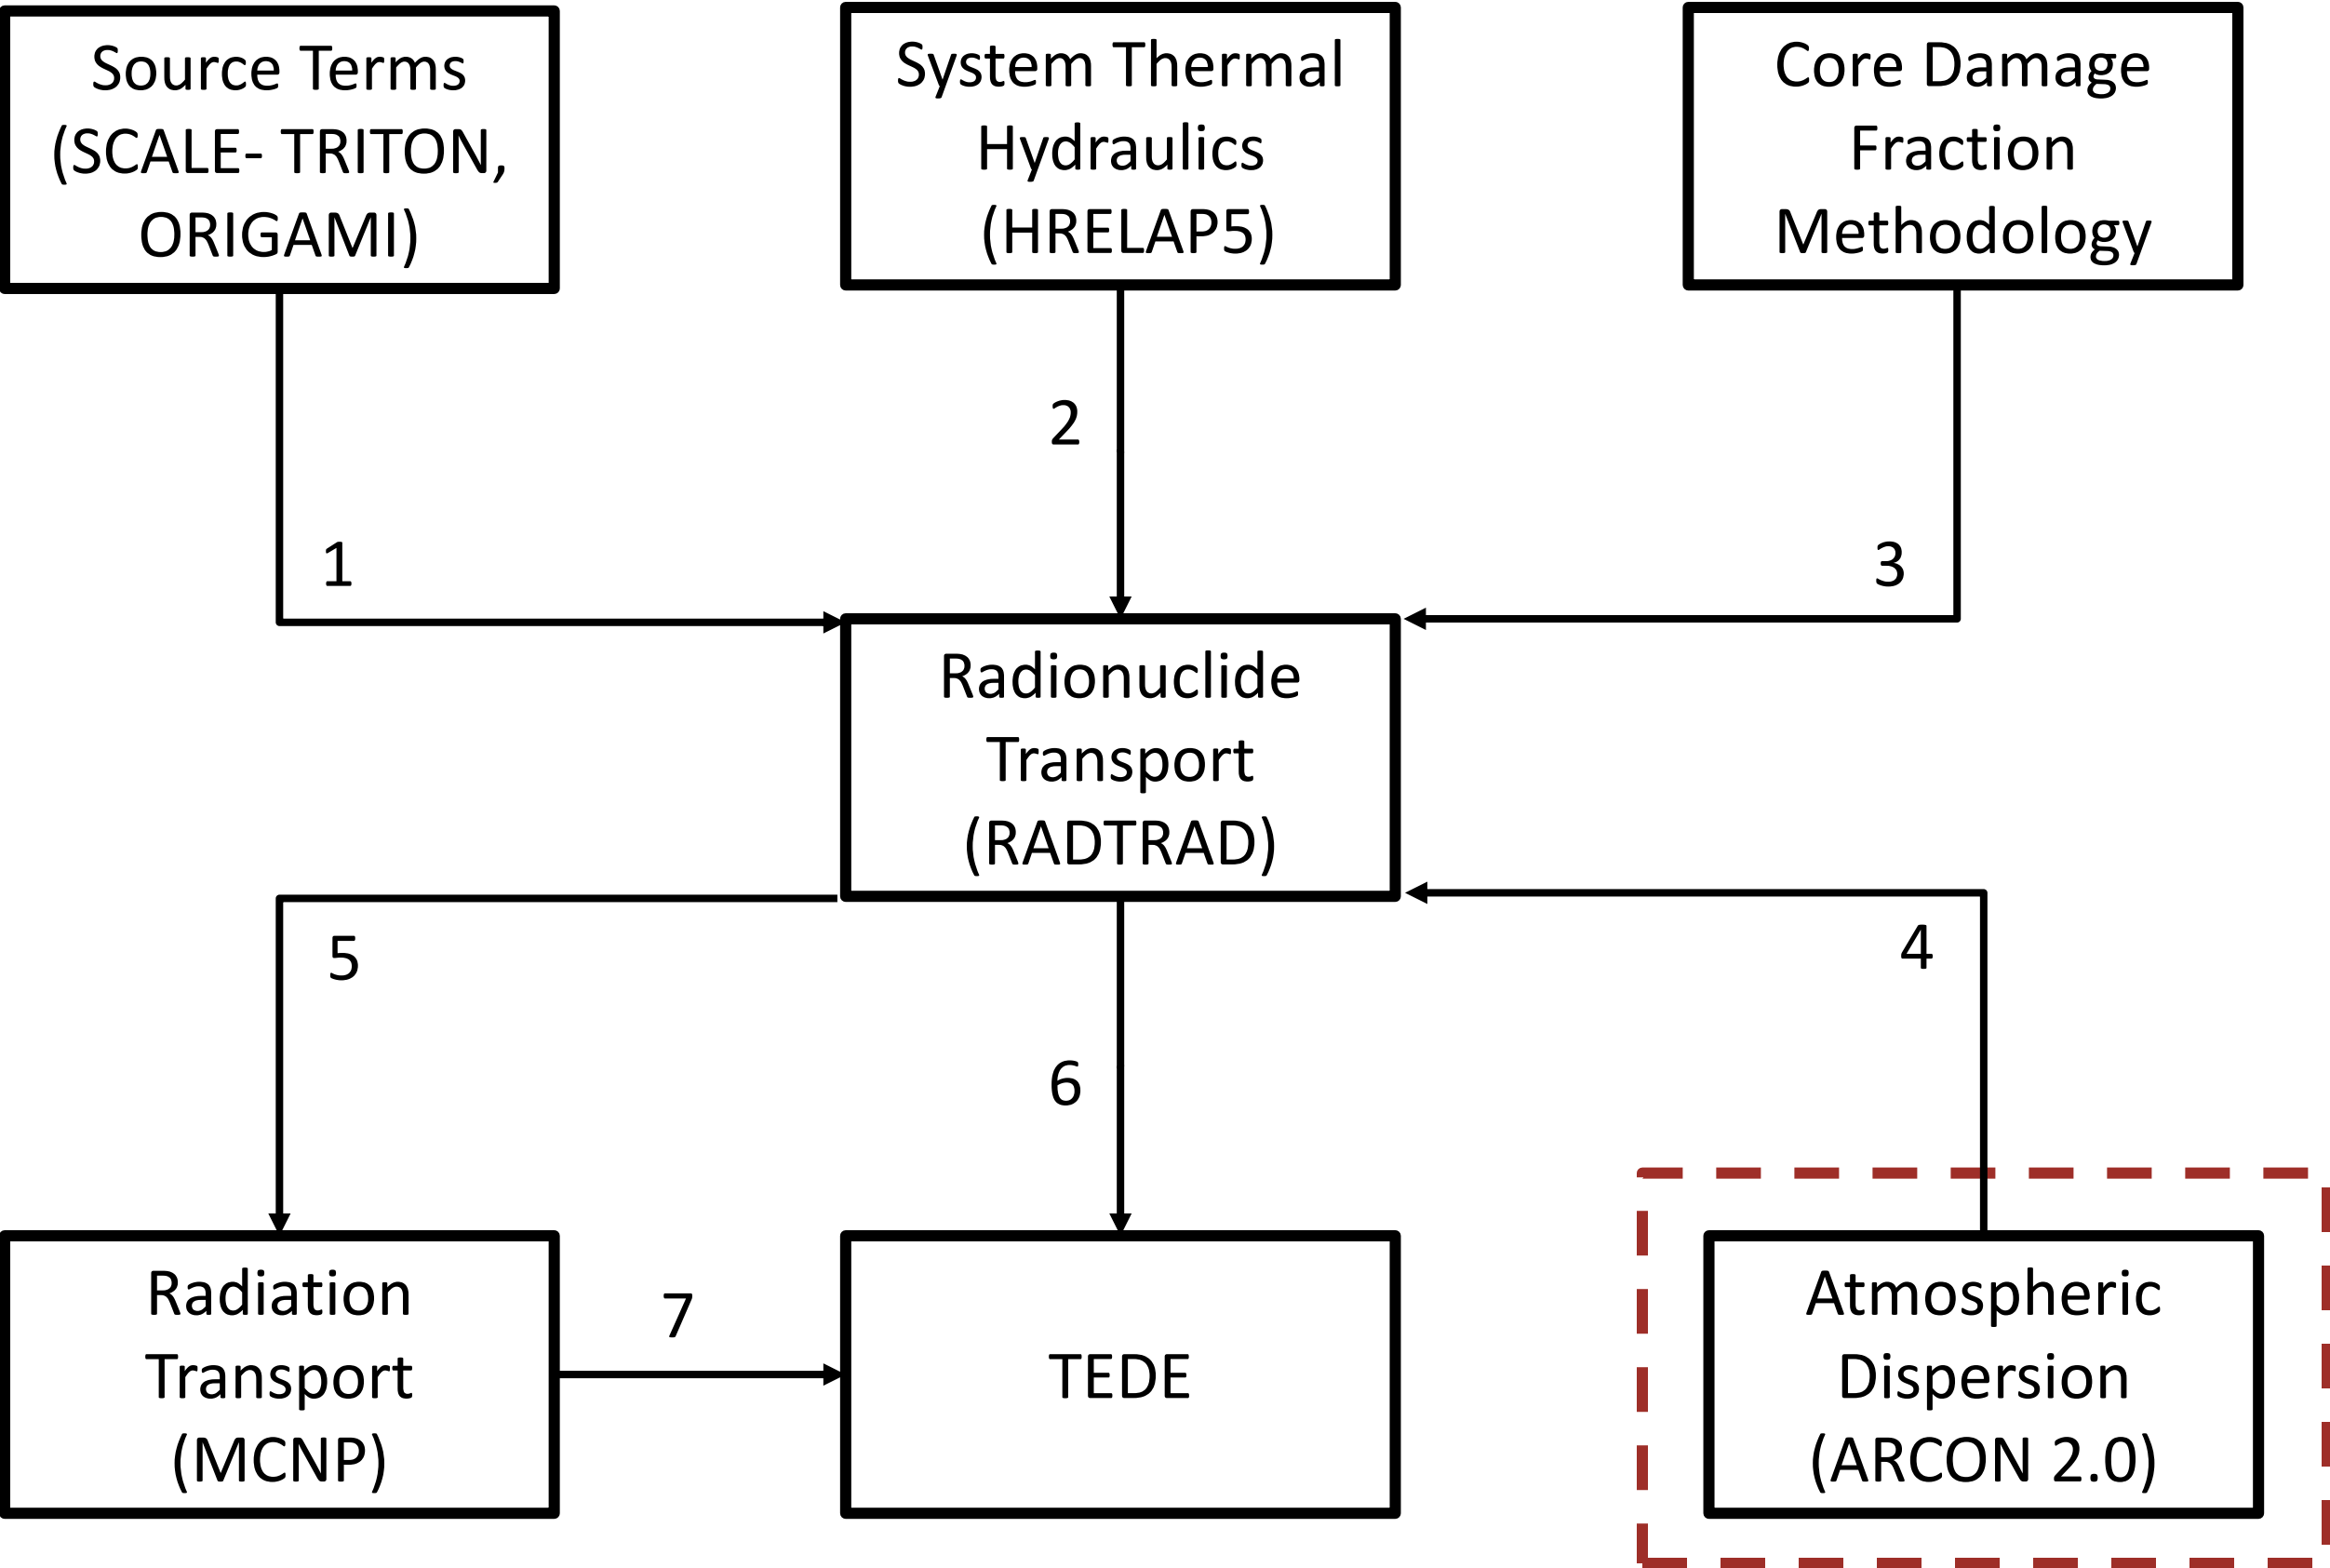 Source Terms
(SCALE- TRITON,
ORIGAMI)
System Thermal
Hydraulics
(HRELAP5)
Core Damage
Fraction
Methodology
1
2
3
Radionuclide
Transport
(RADTRAD)
5
6
4
Radiation
Transport
(MCNP)
7
TEDE
Atmospheric
Dispersion
(ARCON 2.0)